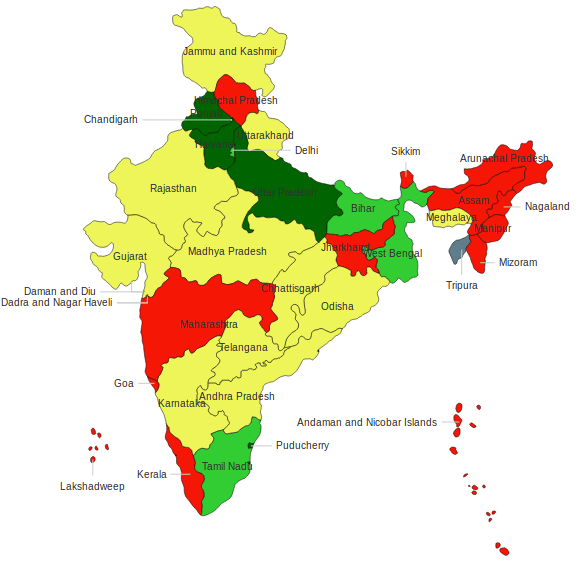 Jammu and Kashmir
Himachal Pradesh
Punjab
Chandigarh
Uttarakhand
Haryana
Delhi
Sikkim
Arunachal Pradesh
Rajasthan
Uttar Pradesh
Bihar
Assam
Nagaland
Meghalaya
Manipur
Gujarat
Madhya Pradesh
Jharkhand
West Bengal
Mizoram
Tripura
Daman and Diu
Dadra and Nagar Haveli
Chhattisgarh
Odisha
Maharashtra
Telangana
Goa
Karnataka
Andhra Pradesh
Andaman and Nicobar Islands
Puducherry
Tamil Nadu
Kerala
Lakshadweep